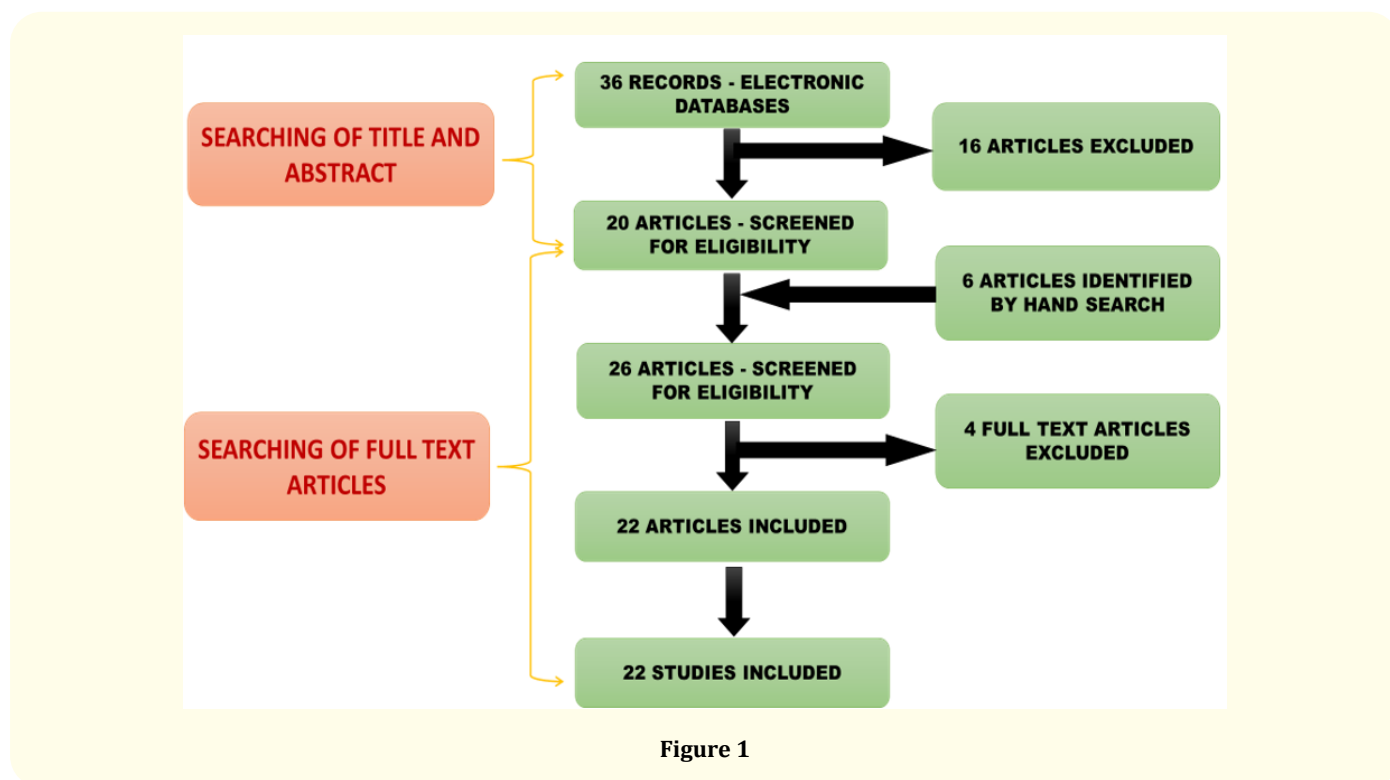 36 RECORDS - ELECTRONIC
DATABASES
SEARCHING OF TITLE AND
ABSTRACT
16 ARTICLES EXCLUDED
20 ARTICLES - SCREENED
FOR ELIGIBILITY
6 ARTICLES IDENTIFIED
BY HAND SEARCH
26 ARTICLES - SCREENED
FOR ELIGIBILITY
SEARCHING OF FULL TEXT
ARTICLES
4 FULL TEXT ARTICLES
EXCLUDED
22 ARTICLES INCLUDED
22 STUDIES INCLUDED
Figure 1